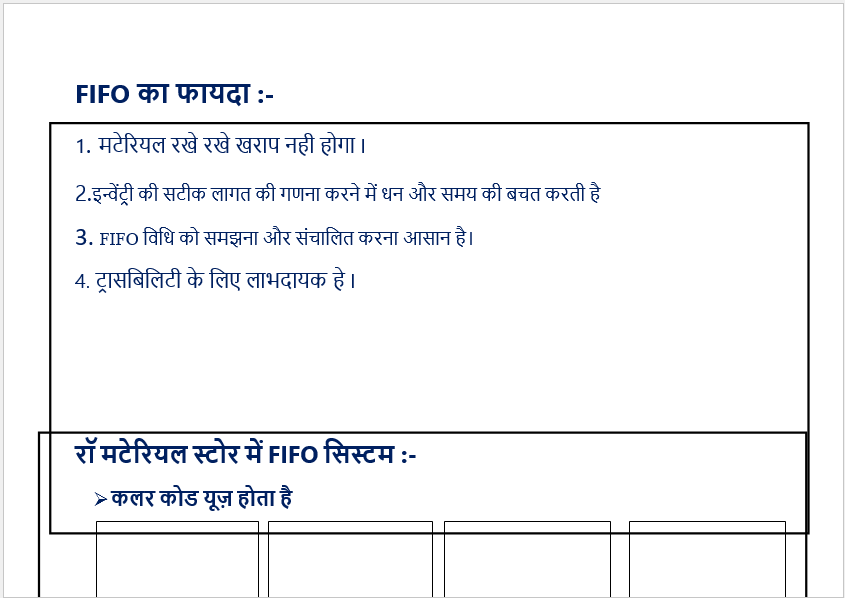 FIFO का फायदा :-
1. मटेरियल रखे रखे खराप नही होगा ।
2.इन्वेंट्री की सटीक लागत की गणना करने में धन और समय की बचत करती है
3. FIFO विधि को समझना और संचालित करना आसान है।
4. ट्रासबिलिटी के लिए लाभदायक हे ।
रॉ मटेरियल स्टोर में FIFO सिस्टम :-
➢ कलर कोड यूज़ होता है